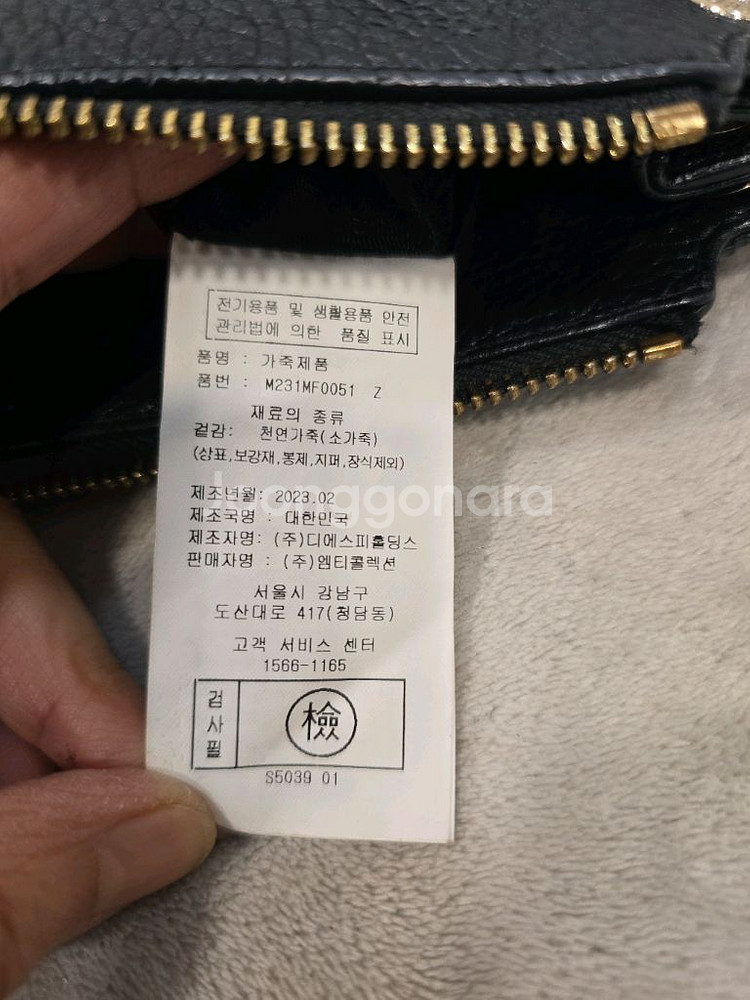 전기용품 및 생활용품 안전
관리법에 의한 품질 표시
품명 : 가죽제품
품번 : M231MF0051 Z
재료의 종류
겉감: 천연가죽(소가죽)
(상표,보강재,봉제,지퍼,장식제외)
제조년월: 2023.02
제조국명 : 대한민국
제조자명: (주)디에스피홀딩스
판매자명 : (주)엠티콜렉션
서울시 강남구
도산대로 417(청담동)
고객 서비스 센터
1566-1165
검사필
檢
S5039 01
joonggonara